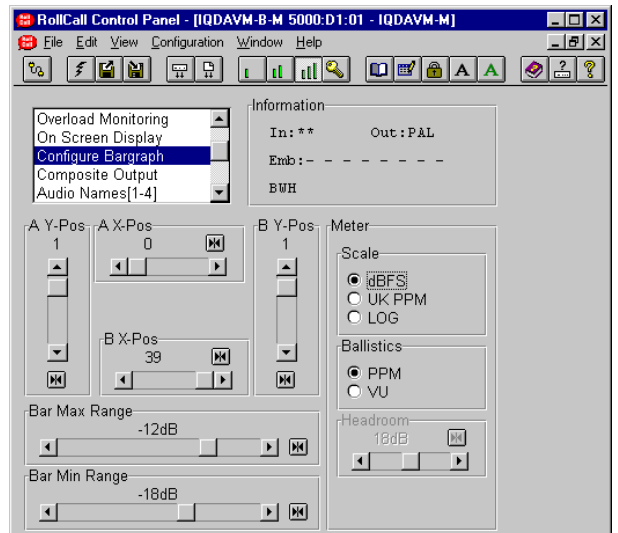 RollCall Control Panel - [IQDAVM-B-M 5000:D1:01 - IQDAVM-M]
File Edit View Configuration Window Help
A A
Overload Monitoring
On Screen Display
Configure Bargraph
Composite Output
Audio Names[1-4]
Information
In:** Out:PAL
Emb:- - - - - - - -
BWH
A Y-Pos
1
A X-Pos
0
B X-Pos
39
B Y-Pos
1
Meter
Scale
dBFS
UK PPM
LOG
Ballistics
PPM
VU
Headroom
18dB
Bar Max Range
-12dB
Bar Min Range
-18dB